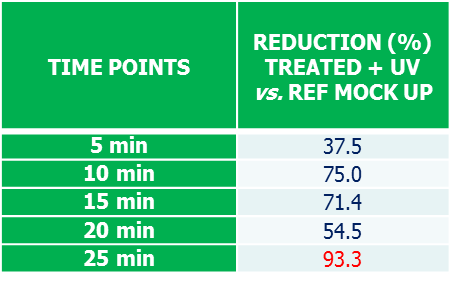 TIME POINTS
REDUCTION (%)
TREATED + UV
vs. REF MOCK UP
5 min 37.5
10 min 75.0
15 min 71.4
20 min 54.5
25 min 93.3